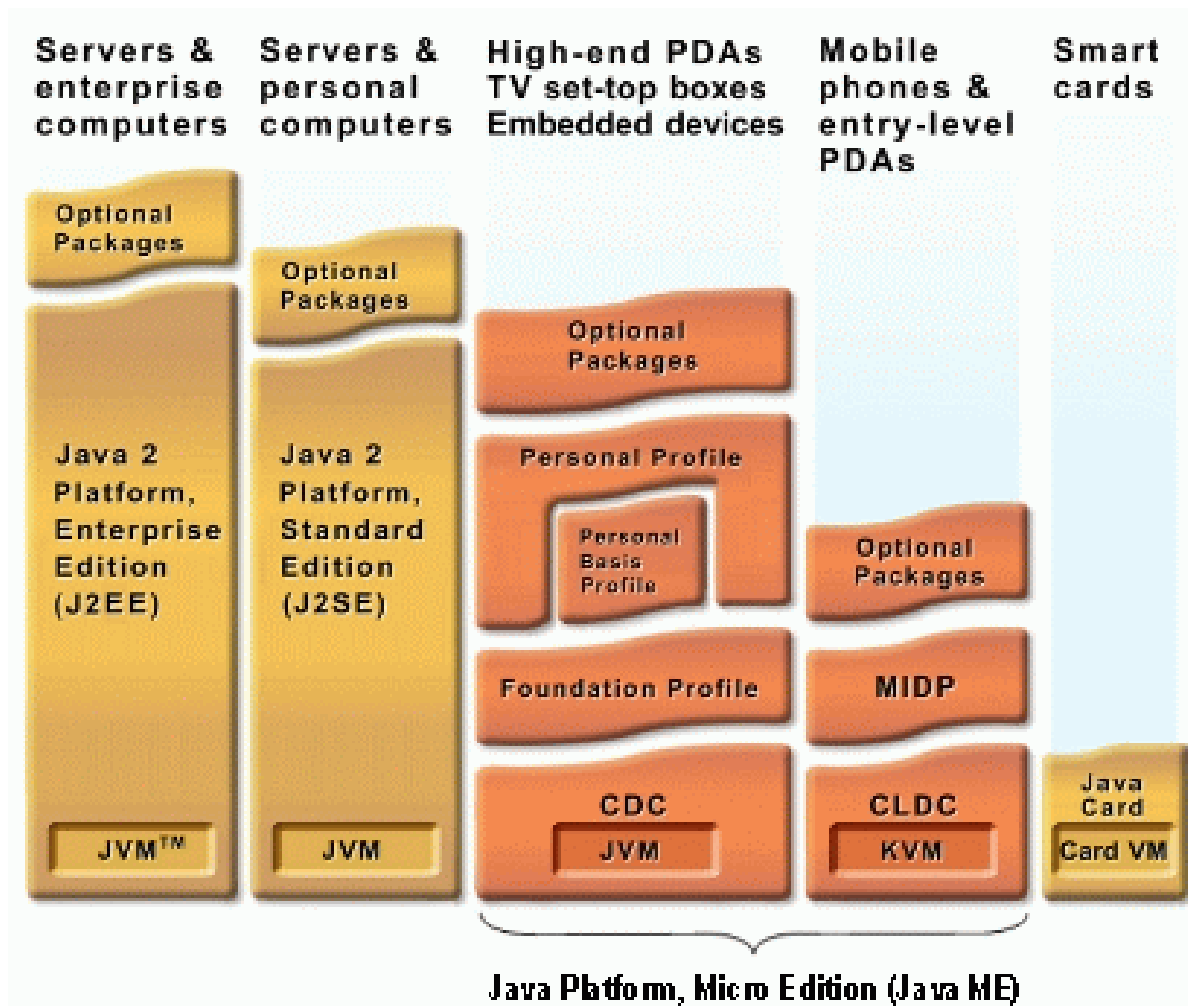 Servers &
enterprise
computers
Servers &
personal
computers
High-end PDAs
TV set-top boxes
Embedded devices
Mobile
phones &
entry-level
PDAs
Smart
cards
Optional
Packages
Java 2
Platform,
Enterprise
Edition
(J2EE)
JVM™
Optional
Packages
Java 2
Platform,
Standard
Edition
(J2SE)
JVM
Optional
Packages
Personal Profile
Personal
Basis
Profile
Foundation Profile
CDC
JVM
Optional
Packages
MIDP
CLDC
KVM
Java
Card
Card VM
Java Platform, Micro Edition (Java ME)